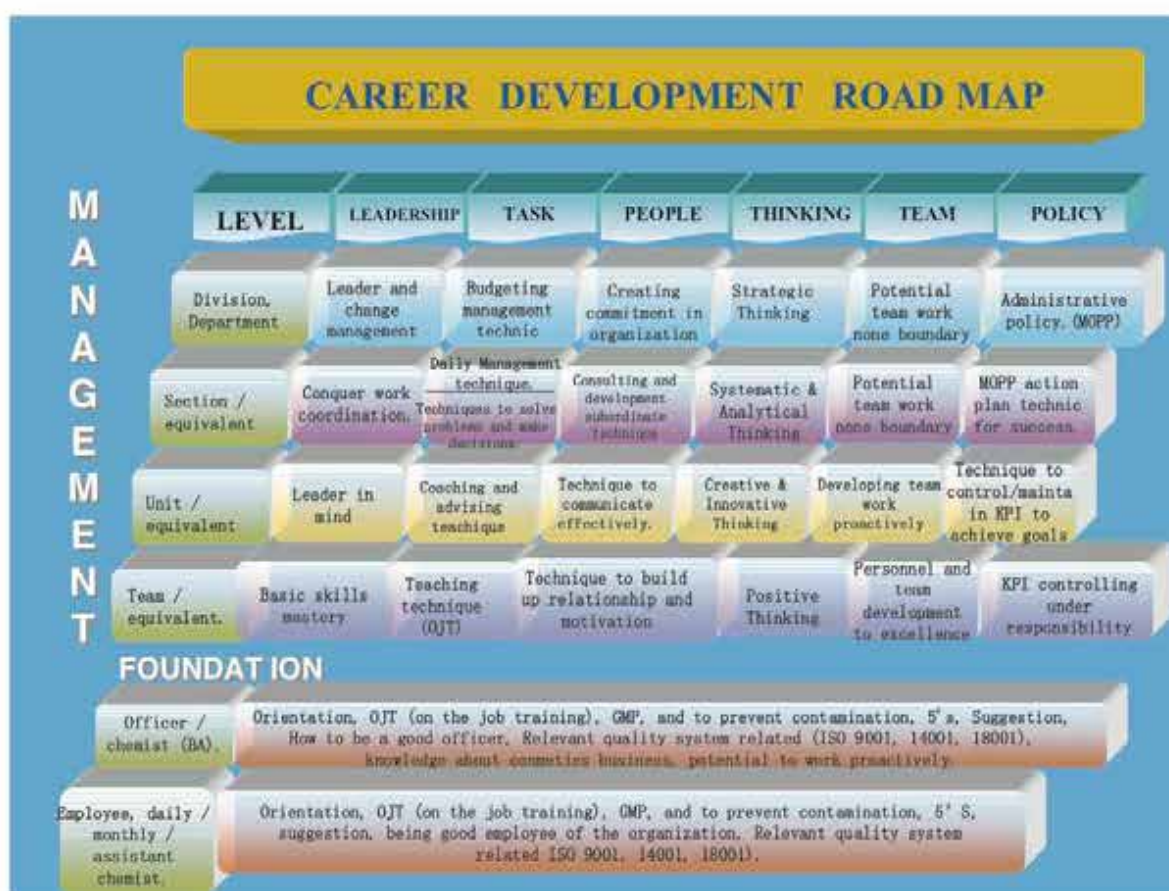 CAREER DEVELOPMENT ROAD MAP
MANAGEMENT
LEVEL
LEADERSHIP
TASK
PEOPLE
THINKING
TEAM
POLICY
Division,
Department
Leader and
change
management
Budgeting
management
technic
Creating
commitment in
organization
Strategic
Thinking
Potential
team work
none boundary
Administrative
policy. (MOPP)
Section /
equivalent
Conquer work
coordination.
Daily Management
technique.
Techniques to solve
problems and make
decisions.
Consulting and
development
subordinate
technique
Systematic &
Analytical
Thinking
Potential
team work
none boundary
MOPP action
plan technic
for success.
Unit /
equivalent
Leader in
mind
Coaching and
advising
teachique
Technique to
communicate
effectively.
Creative &
Innovative
Thinking
Developing team
work
proactively
Technique to
control/mainta
in KPI to
achieve goals
Team /
equivalent.
Basic skills
mastery
Teaching
technique
(OJT)
Technique to build
up relationship and
motivation
Positive
Thinking
Personnel and
team
development
to excellence
KPI controlling
under
responsibility
FOUNDATION
Officer /
chemist (BA).
Orientation, OJT (on the job training), GMP, and to prevent contamination, 5's, Suggestion,
How to be a good officer, Relevant quality system related (ISO 9001, 14001, 18001),
knowledge about cosmetics business, potential to work proactively.
Employee, daily /
monthly /
assistant
chemist.
Orientation, OJT (on the job training), GMP, and to prevent contamination, 5' S,
suggestion, being good employee of the organization, Relevant quality system
related ISO 9001, 14001, 18001).